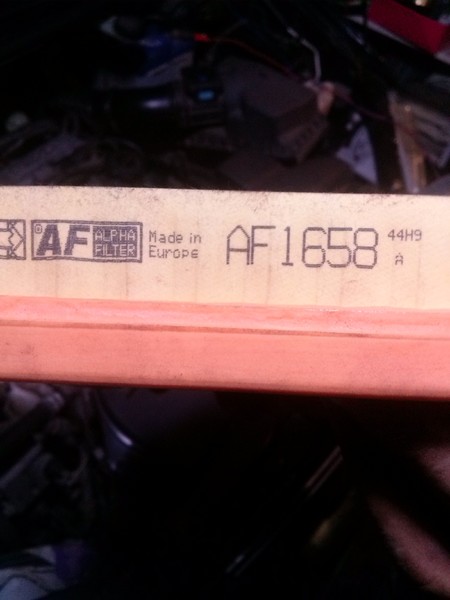 AF ALPHA
FILTER
Made in
Europe
AF1658
44H9
A